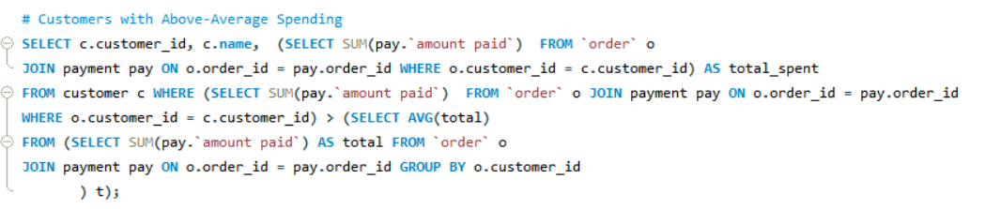 # Customers with Above-Average Spending
SELECT c.customer_id, c.name,  (SELECT SUM(pay.`amount paid`)  FROM `order` o
JOIN payment pay ON o.order_id = pay.order_id WHERE o.customer_id = c.customer_id) AS total_spent
FROM customer c WHERE (SELECT SUM(pay.`amount paid`)  FROM `order` o JOIN payment pay ON o.order_id = pay.order_id
WHERE o.customer_id = c.customer_id) > (SELECT AVG(total)
FROM (SELECT SUM(pay.`amount paid`) AS total FROM `order` o
JOIN payment pay ON o.order_id = pay.order_id GROUP BY o.customer_id
) t);